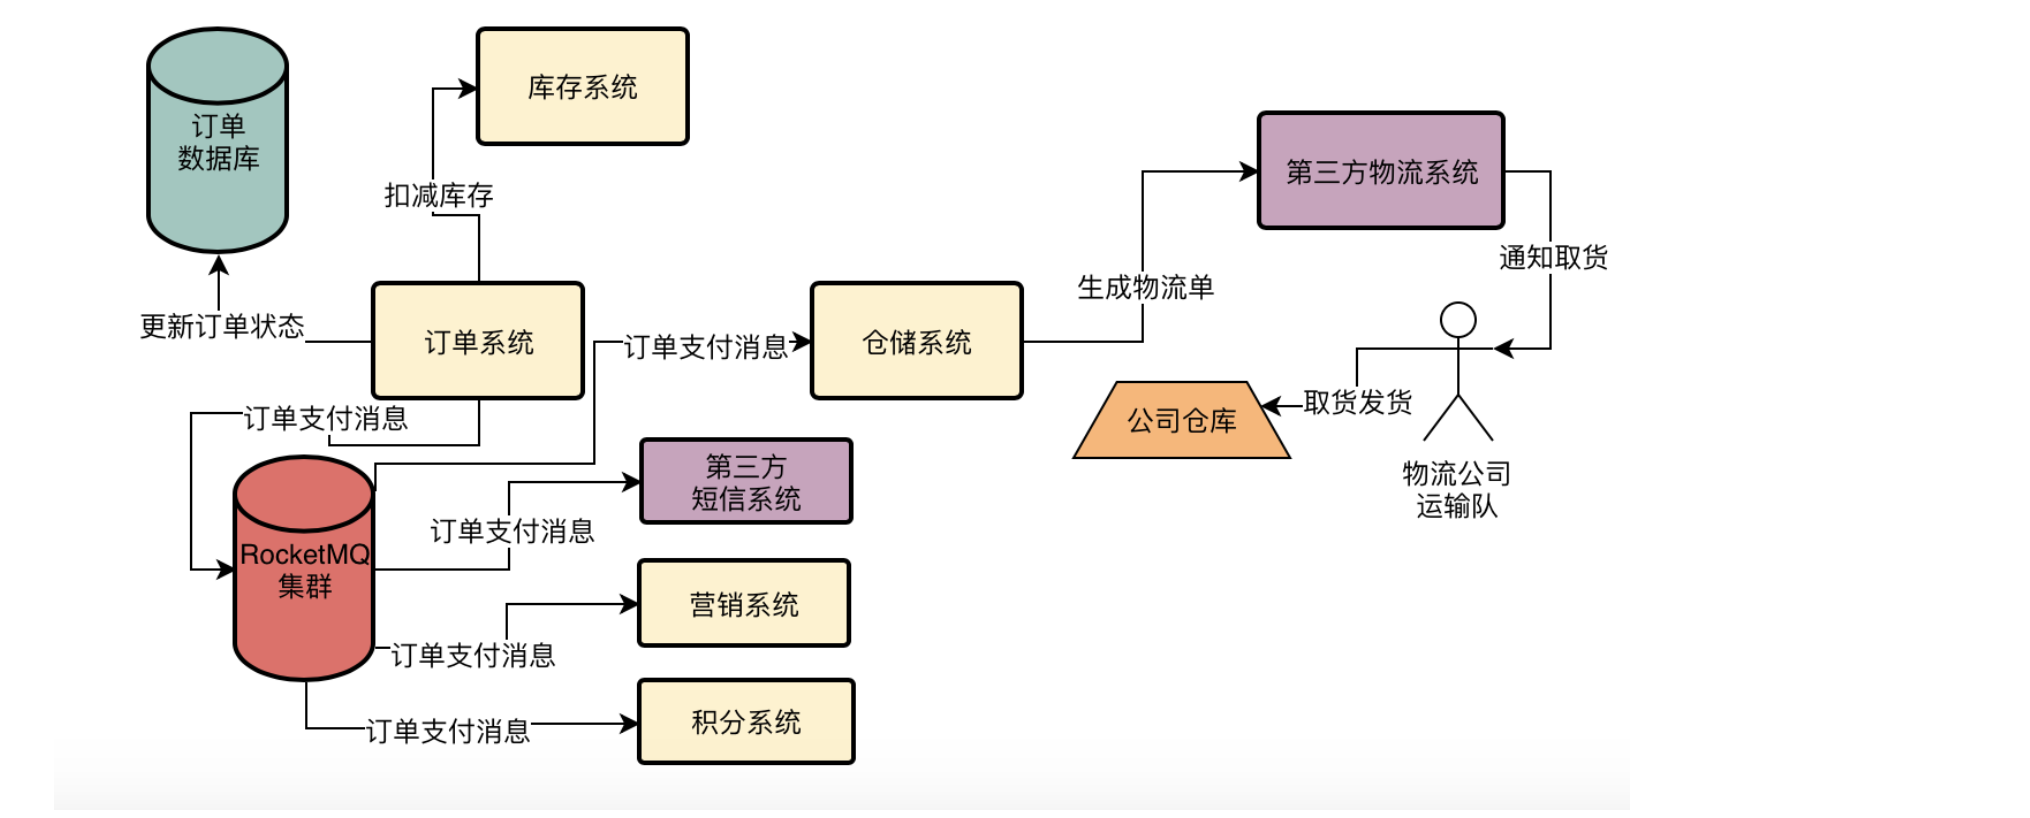 订单
数据库
库存系统
扣减库存
第三方物流系统
通知取货
生成物流单
更新订单状态
订单系统
订单支付消息
仓储系统
取货发货
公司仓库
订单支付消息
物流公司
运输队
第三方
短信系统
订单支付消息
RocketMQ
集群
营销系统
订单支付消息
积分系统
订单支付消息